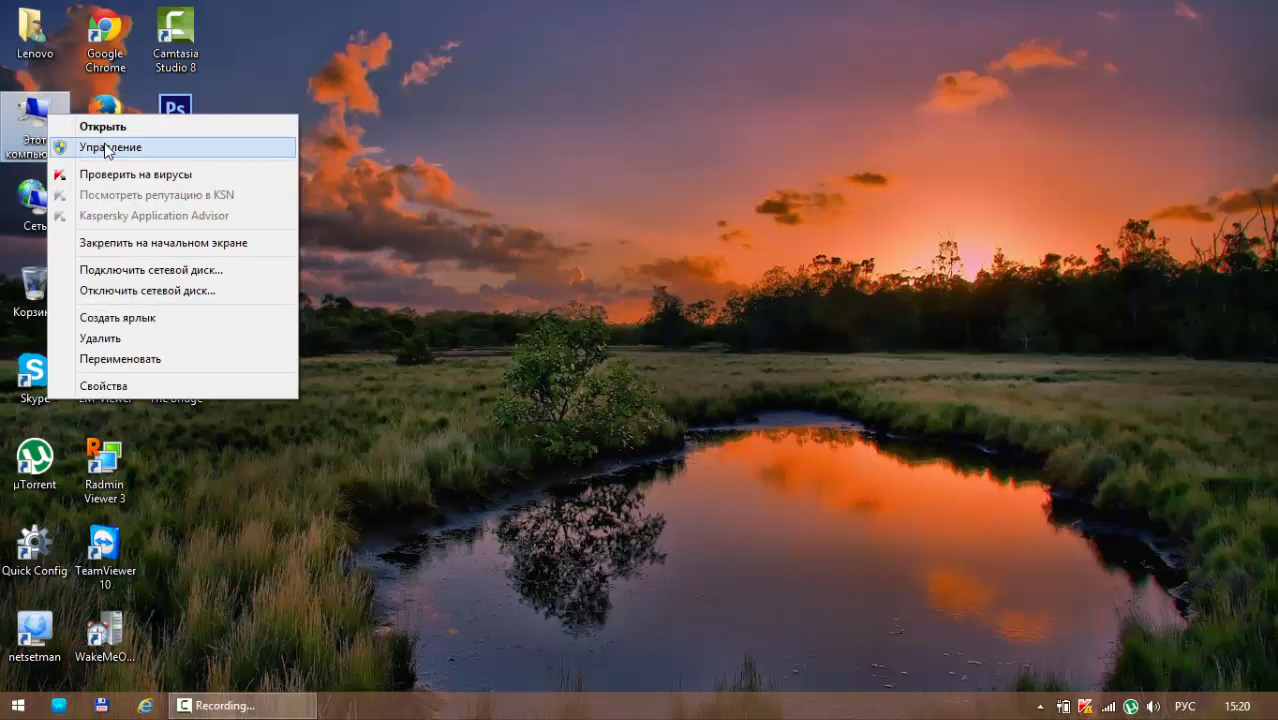 Lenovo
Google
Chrome
Camtasia
Studio 8
Этот
Ps
Открыть
Управление
Проверить на вирусы
Посмотреть репутацию в KSN
Kaspersky Application Advisor
Закрепить на начальном экране
Подключить сетевой диск...
Отключить сетевой диск...
Создать ярлык
Удалить
Переименовать
Свойства
Сеть
Skype
µTorrent
Radmin
Viewer 3
Quick Config
TeamViewer
10
netsetman
WakeMeO...
Recording...
РУС
15:20